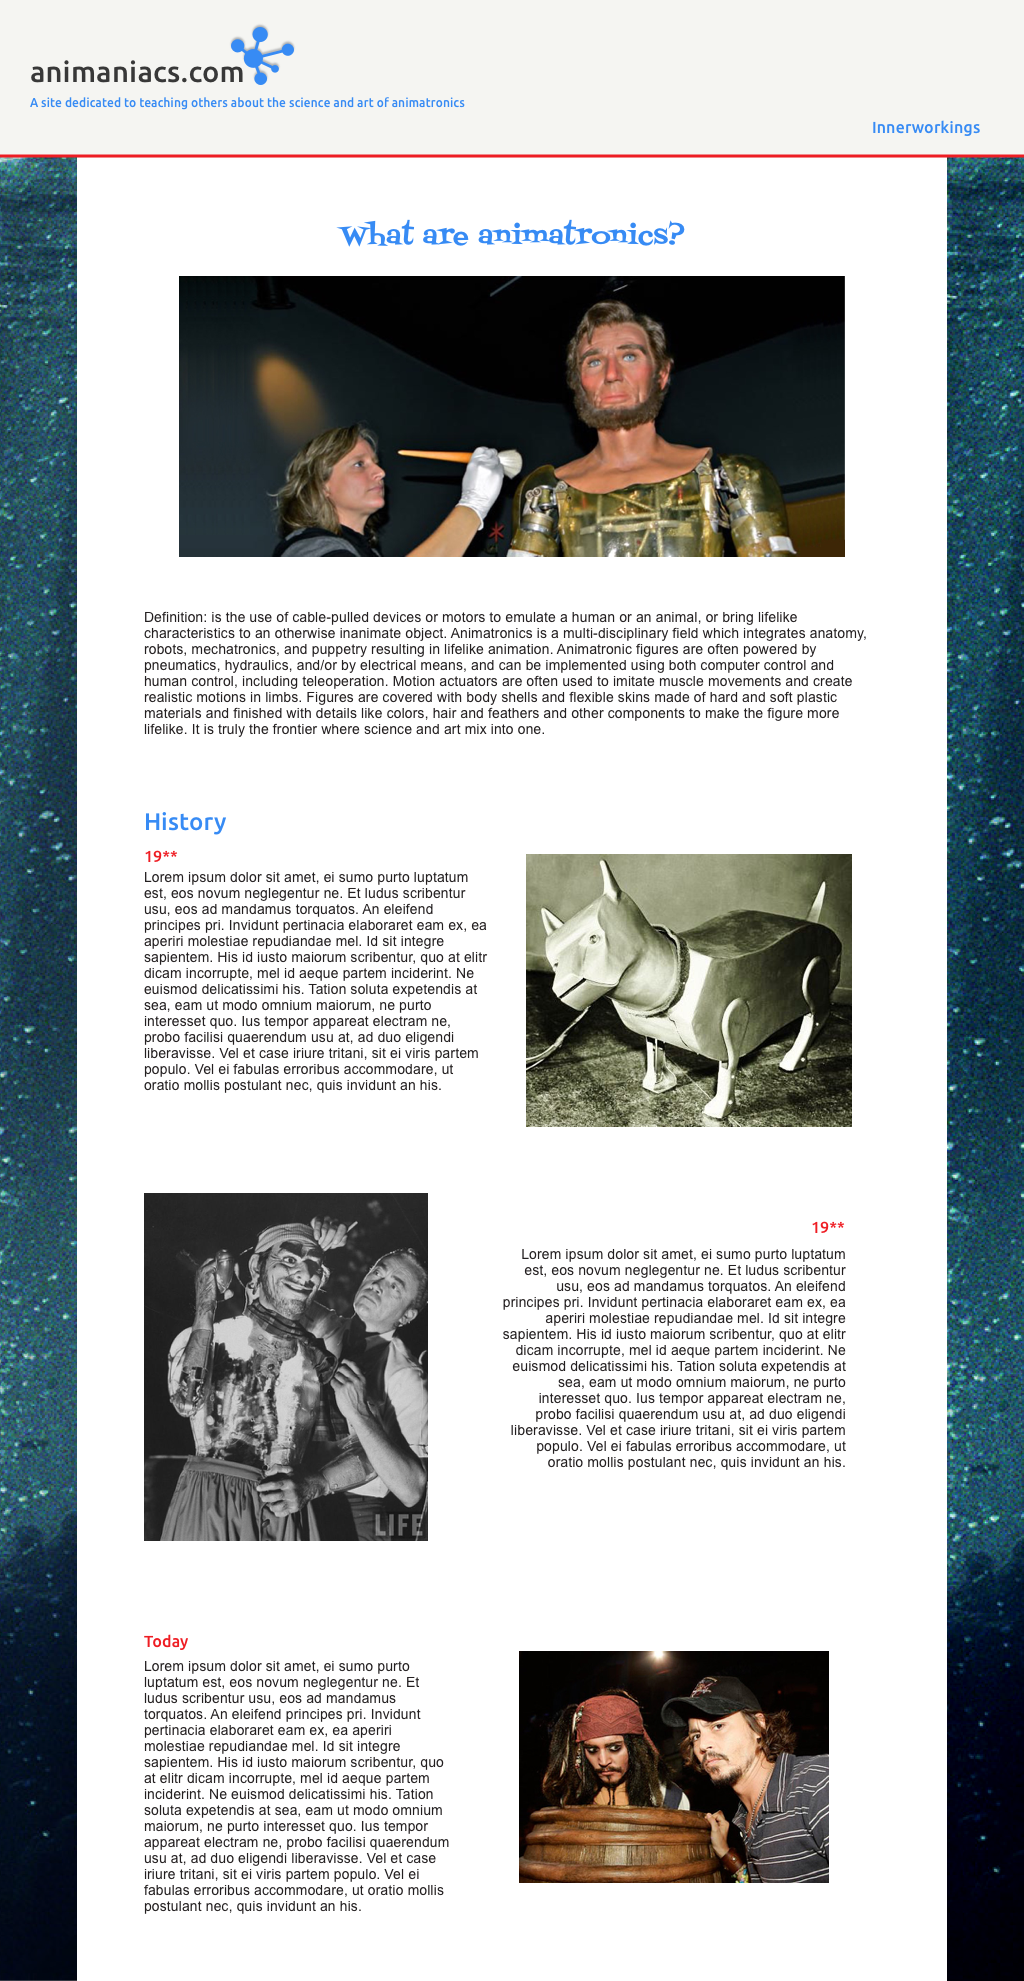 animaniacs.com
A site dedicated to teaching others about the science and art of animatronics
Innerworkings
What are animatronics?
Definition: is the use of cable-pulled devices or motors to emulate a human or an animal, or bring lifelike
characteristics to an otherwise inanimate object. Animatronics is a multi-disciplinary field which integrates anatomy,
robots, mechatronics, and puppetry resulting in lifelike animation. Animatronic figures are often powered by
pneumatics, hydraulics, and/or by electrical means, and can be implemented using both computer control and
human control, including teleoperation. Motion actuators are often used to imitate muscle movements and create
realistic motions in limbs. Figures are covered with body shells and flexible skins made of hard and soft plastic
materials and finished with details like colors, hair and feathers and other components to make the figure more
lifelike. It is truly the frontier where science and art mix into one.
History
19**
Lorem ipsum dolor sit amet, ei sumo purto luptatum
est, eos novum neglegentur ne. Et ludus scribentur
usu, eos ad mandamus torquatos. An eleifend
principes pri. Invidunt pertinacia elaboraret eam ex, ea
aperiri molestiae repudiandae mel. Id sit integre
sapientem. His id iusto maiorum scribentur, quo at elitr
dicam incorrupte, mel id aeque partem inciderint. Ne
euismod delicatissimi his. Tation soluta expetendis at
sea, eam ut modo omnium maiorum, ne purto
interesset quo. Ius tempor appareat electram ne,
probo facilisi quaerendum usu at, ad duo eligendi
liberavisse. Vel et case iriure tritani, sit ei viris partem
populo. Vel ei fabulas erroribus accommodare, ut
oratio mollis postulant nec, quis invidunt an his.
LIFE
19**
Lorem ipsum dolor sit amet, ei sumo purto luptatum
est, eos novum neglegentur ne. Et ludus scribentur
usu, eos ad mandamus torquatos. An eleifend
principes pri. Invidunt pertinacia elaboraret eam ex, ea
aperiri molestiae repudiandae mel. Id sit integre
sapientem. His id iusto maiorum scribentur, quo at elitr
dicam incorrupte, mel id aeque partem inciderint. Ne
euismod delicatissimi his. Tation soluta expetendis at
sea, eam ut modo omnium maiorum, ne purto
interesset quo. Ius tempor appareat electram ne,
probo facilisi quaerendum usu at, ad duo eligendi
liberavisse. Vel et case iriure tritani, sit ei viris partem
populo. Vel ei fabulas erroribus accommodare, ut
oratio mollis postulant nec, quis invidunt an his.
Today
Lorem ipsum dolor sit amet, ei sumo purto
luptatum est, eos novum neglegentur ne. Et
ludus scribentur usu, eos ad mandamus
torquatos. An eleifend principes pri. Invidunt
pertinacia elaboraret eam ex, ea aperiri
molestiae repudiandae mel. Id sit integre
sapientem. His id iusto maiorum scribentur, quo
at elitr dicam incorrupte, mel id aeque partem
inciderint. Ne euismod delicatissimi his. Tation
soluta expetendis at sea, eam ut modo omnium
maiorum, ne purto interesset quo. Ius tempor
appareat electram ne, probo facilisi quaerendum
usu at, ad duo eligendi liberavisse. Vel et case
iriure tritani, sit ei viris partem populo. Vel ei
fabulas erroribus accommodare, ut oratio mollis
postulant nec, quis invidunt an his.